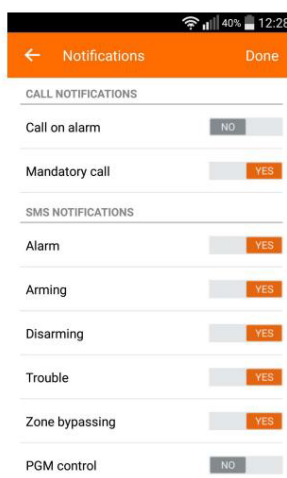 40% 12:28
Notifications Done
CALL NOTIFICATIONS
Call on alarm NO
Mandatory call YES
SMS NOTIFICATIONS
Alarm YES
Arming YES
Disarming YES
Trouble YES
Zone bypassing YES
PGM control NO